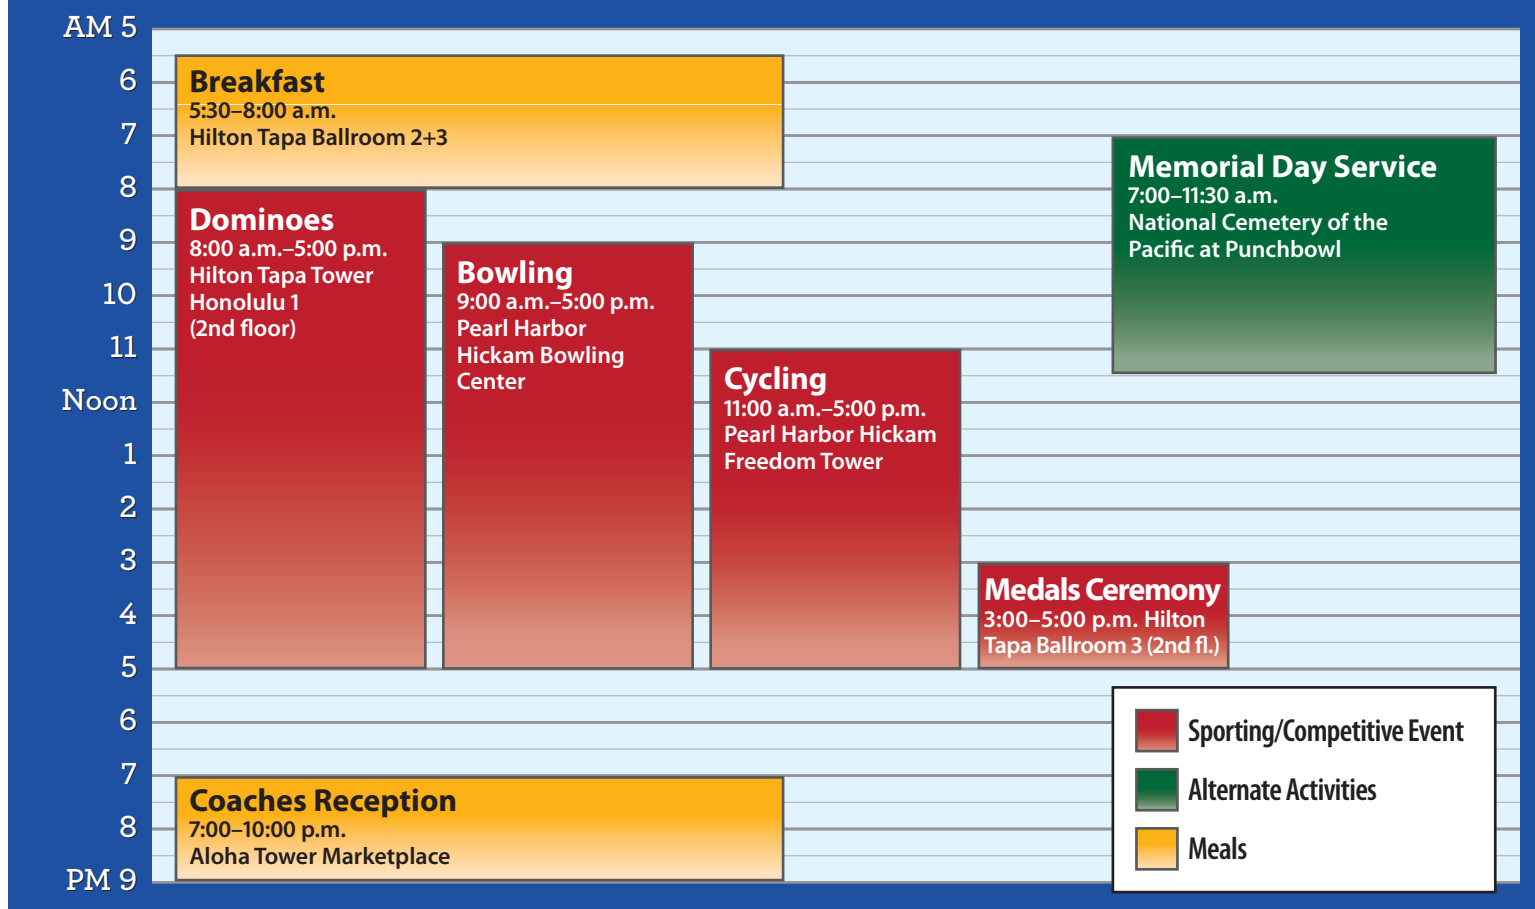 AM 5
6
7
8
9
10
11
Noon
1
2
3
4
5
6
7
8
PM 9
Breakfast
5:30–8:00 a.m.
Hilton Tapa Ballroom 2+3
Memorial Day Service
7:00–11:30 a.m.
National Cemetery of the
Pacific at Punchbowl
Dominoes
8:00 a.m.–5:00 p.m.
Hilton Tapa Tower
Honolulu 1
(2nd floor)
Bowling
9:00 a.m.–5:00 p.m.
Pearl Harbor
Hickam Bowling
Center
Cycling
11:00 a.m.–5:00 p.m.
Pearl Harbor Hickam
Freedom Tower
Medals Ceremony
3:00–5:00 p.m. Hilton
Tapa Ballroom 3 (2nd fl.)
Coaches Reception
7:00–10:00 p.m.
Aloha Tower Marketplace
Sporting/Competitive Event
Alternate Activities
Meals